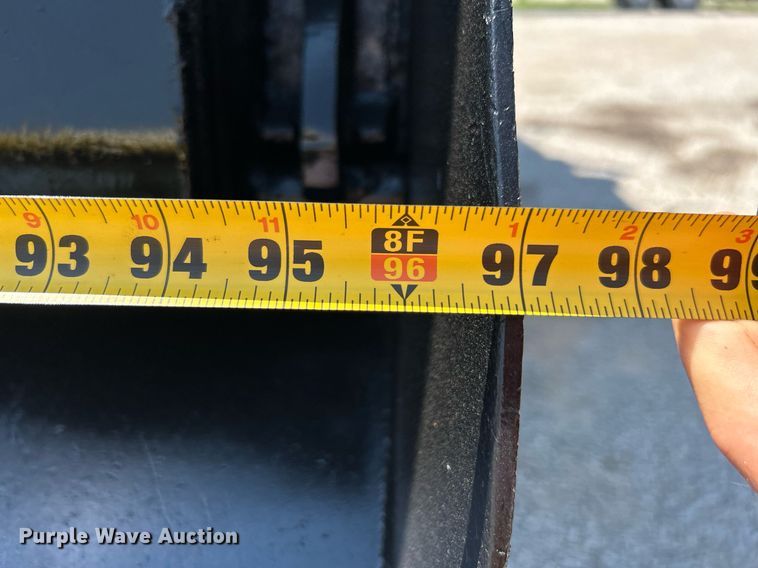 9 10 11 1 2 3
93 94 95 8F 97 98
96
Purple Wave Auction